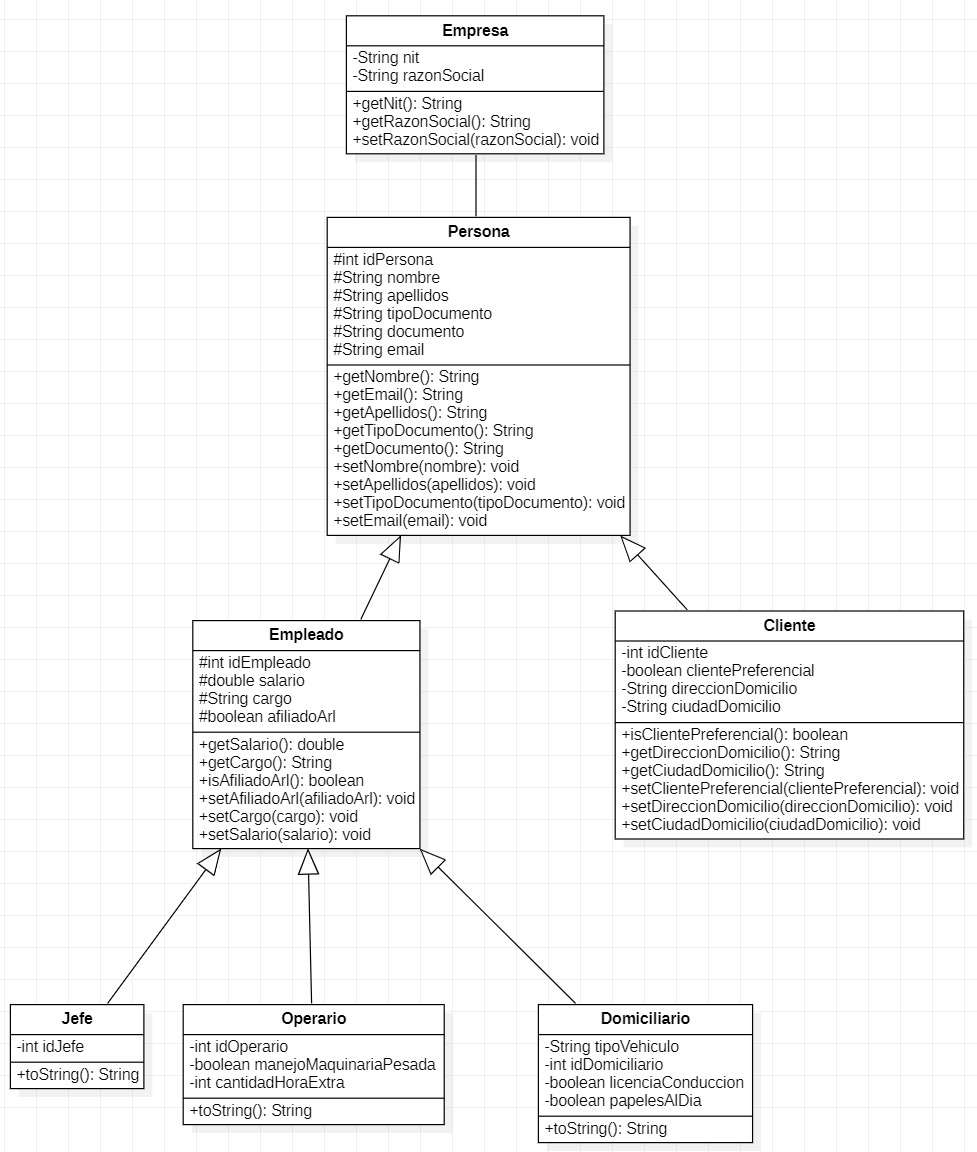 Empresa
-String nit
-String razonSocial
+getNit(): String
+getRazonSocial(): String
+setRazonSocial(razonSocial): void
Persona
#int idPersona
#String nombre
#String apellidos
#String tipoDocumento
#String documento
#String email
+getNombre(): String
+getEmail(): String
+getApellidos(): String
+getTipoDocumento(): String
+getDocumento(): String
+setNombre(nombre): void
+setApellidos(apellidos): void
+setTipoDocumento(tipoDocumento): void
+setEmail(email): void
Empleado
#int idEmpleado
#double salario
#String cargo
#boolean afiliadoArl
+getSalario(): double
+getCargo(): String
+isAfiliadoArl(): boolean
+setAfiliadoArl(afiliadoArl): void
+setCargo(cargo): void
+setSalario(salario): void
Cliente
-int idCliente
-boolean clientePreferencial
-String direccionDomicilio
-String ciudadDomicilio
+isClientePreferencial(): boolean
+getDireccionDomicilio(): String
+getCiudadDomicilio(): String
+setClientePreferencial(clientePreferencial): void
+setDireccionDomicilio(direccionDomicilio): void
+setCiudadDomicilio(ciudadDomicilio): void
Jefe
-int idJefe
+toString(): String
Operario
-int idOperario
-boolean manejoMaquinariaPesada
-int cantidadHoraExtra
+toString(): String
Domiciliario
-String tipoVehiculo
-int idDomiciliario
-boolean licenciaConduccion
-boolean papelesAlDia
+toString(): String